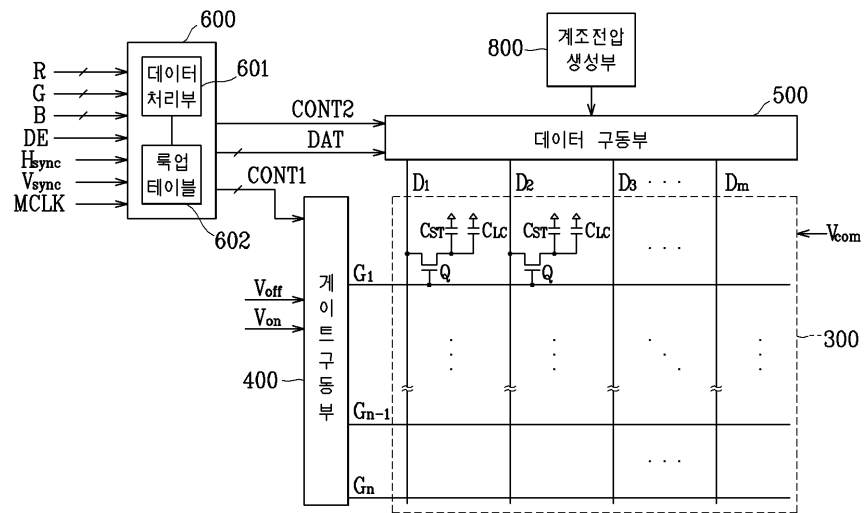 600
800
계조전압
생성부
R
G
B
DE
Hsync
Vsync
MCLK
데이터
처리부
601
룩업
테이블
602
CONT2
DAT
CONT1
500
데이터 구동부
D1 D2 D3 · · · Dm
CST CLC CST CLC · · ·
Vcom
Q Q
G1
Voff
Von
게이트구동부
400
300
Gn-1
Gn
· · ·